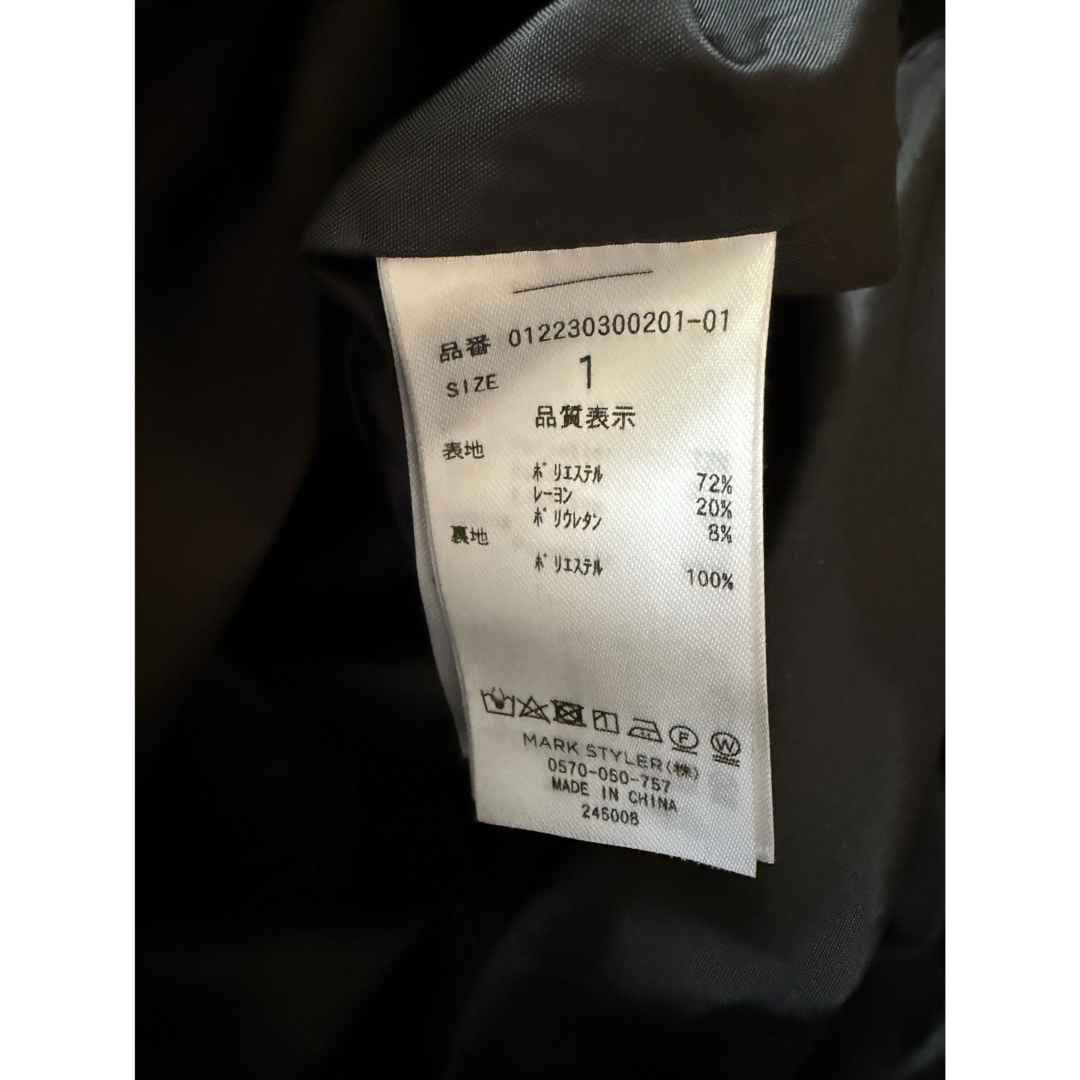 品番 012230300201-01
SIZE 1
品質表示
表地
ﾎﾟﾘｴｽﾃﾙ 72%
ﾚｰﾖﾝ 20%
ﾎﾟﾘｳﾚﾀﾝ 8%
裏地
ﾎﾟﾘｴｽﾃﾙ 100%
F W
MARK STYLER(株)
0570-050-757
MADE IN CHINA
245008